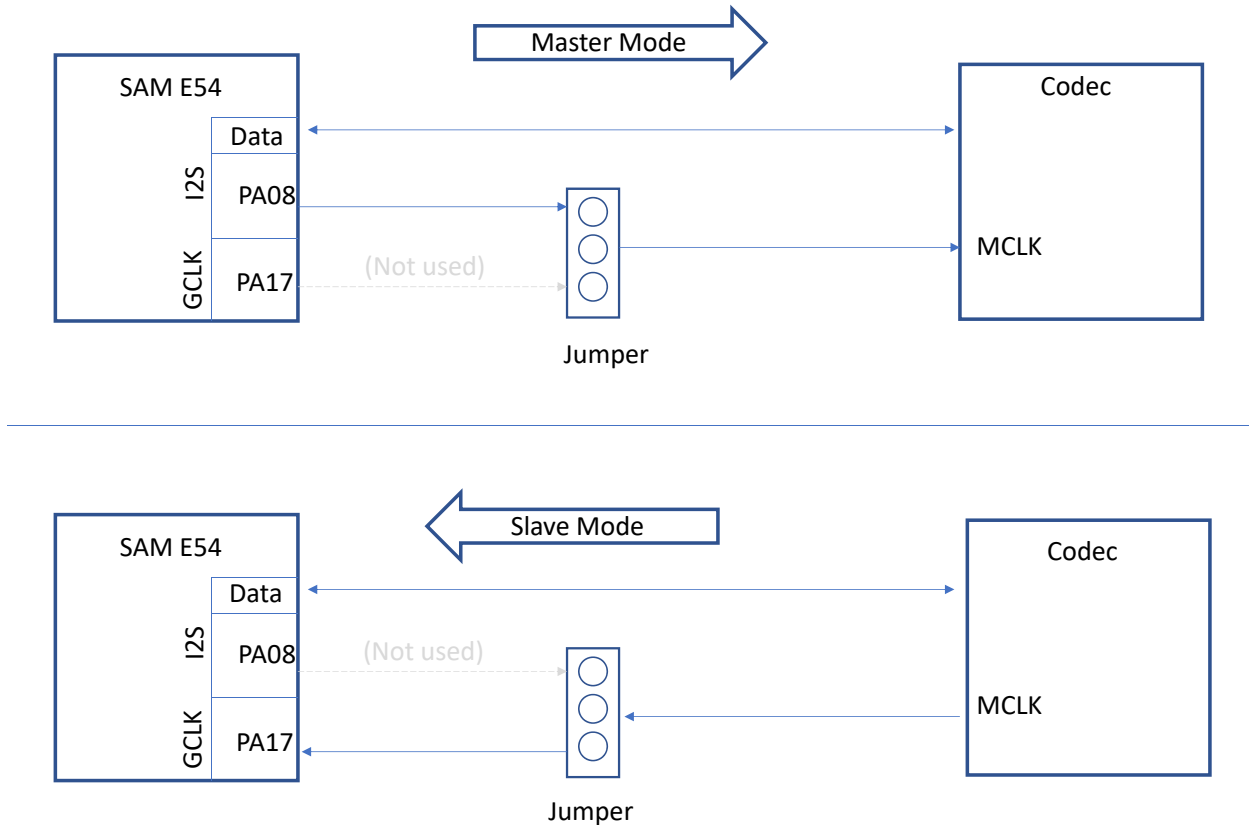 Master Mode
SAM E54
Codec
Data
I2S
PA08
MCLK
GCLK
PA17
(Not used)
Jumper
Slave Mode
SAM E54
Codec
Data
I2S
PA08
(Not used)
MCLK
GCLK
PA17
Jumper